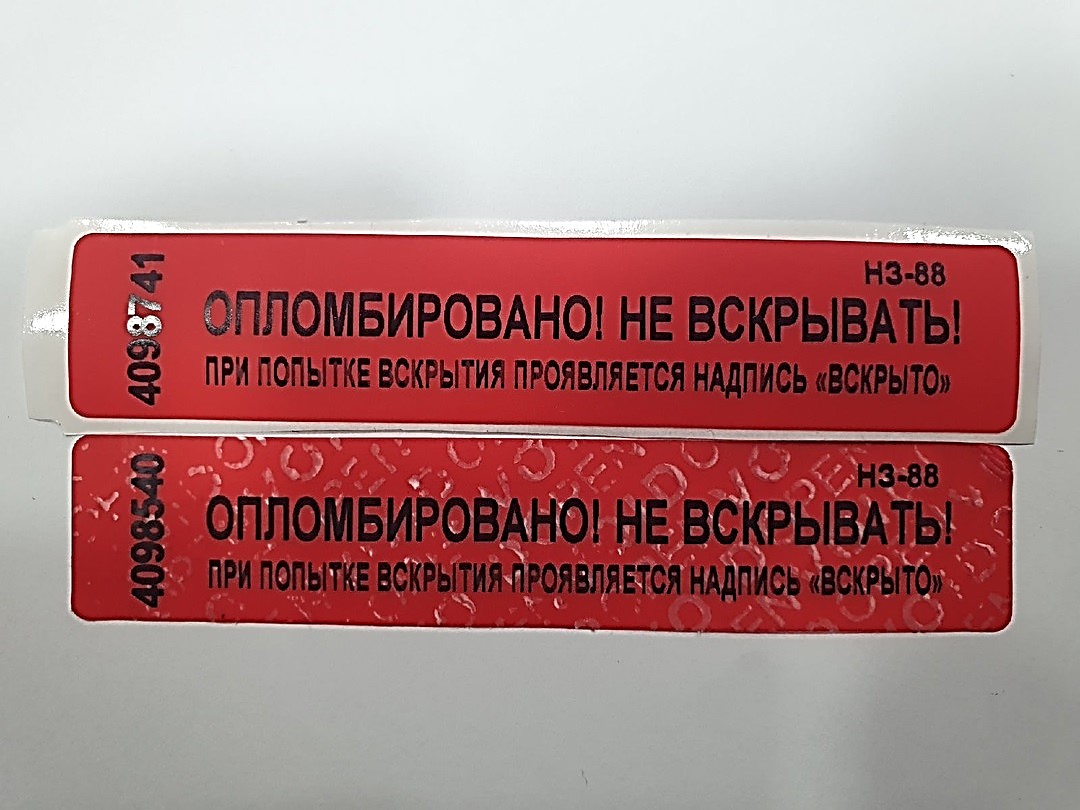 4098741
НЗ-88
ОПЛОМБИРОВАНО! НЕ ВСКРЫВАТЬ!
ПРИ ПОПЫТКЕ ВСКРЫТИЯ ПРОЯВЛЯЕТСЯ НАДПИСЬ «ВСКРЫТО»
4098540
НЗ-88
ОПЛОМБИРОВАНО! НЕ ВСКРЫВАТЬ!
ПРИ ПОПЫТКЕ ВСКРЫТИЯ ПРОЯВЛЯЕТСЯ НАДПИСЬ «ВСКРЫТО»